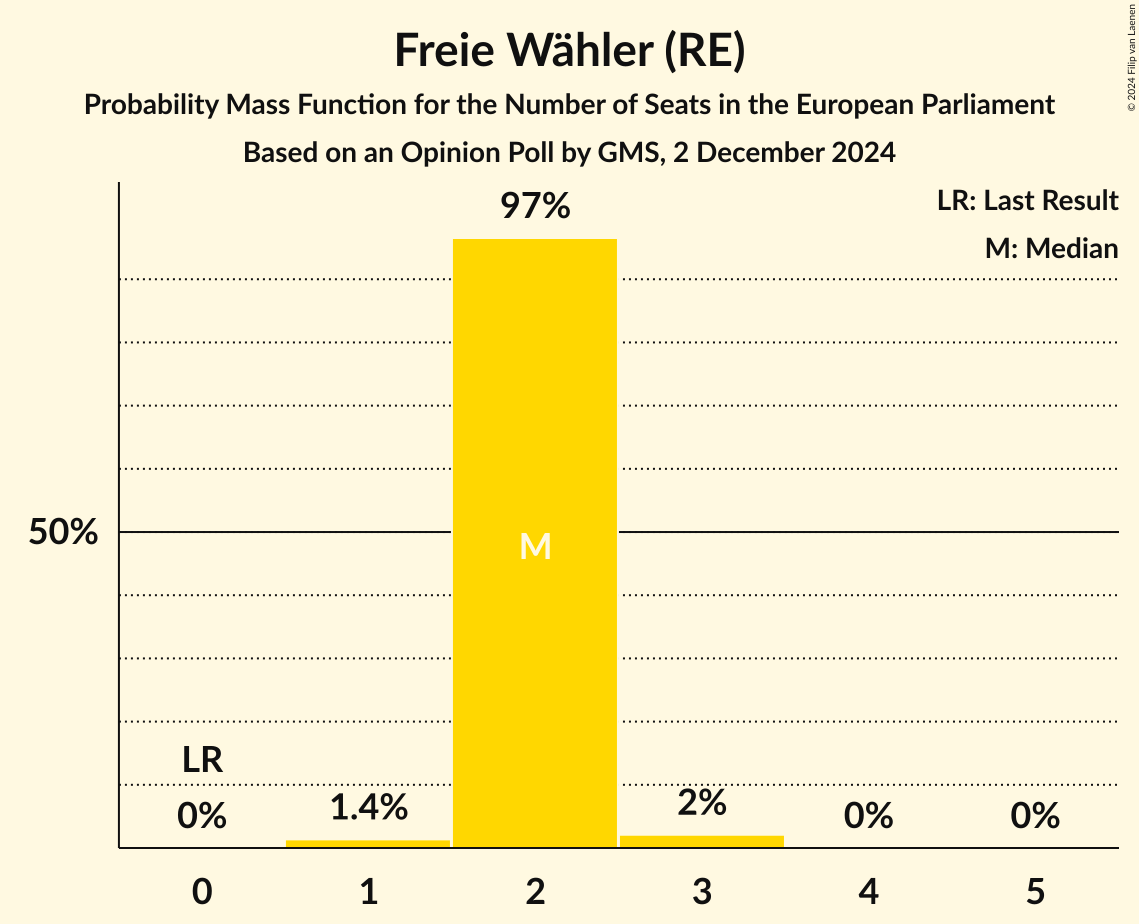 Freie Wähler (RE)
Probability Mass Function for the Number of Seats in the European Parliament
Based on an Opinion Poll by GMS, 2 December 2024
© 2024 Filip van Laenen
LR: Last Result
M: Median
97%
50%
M
LR
0%
1.4%
2%
0%
0%
0 1 2 3 4 5